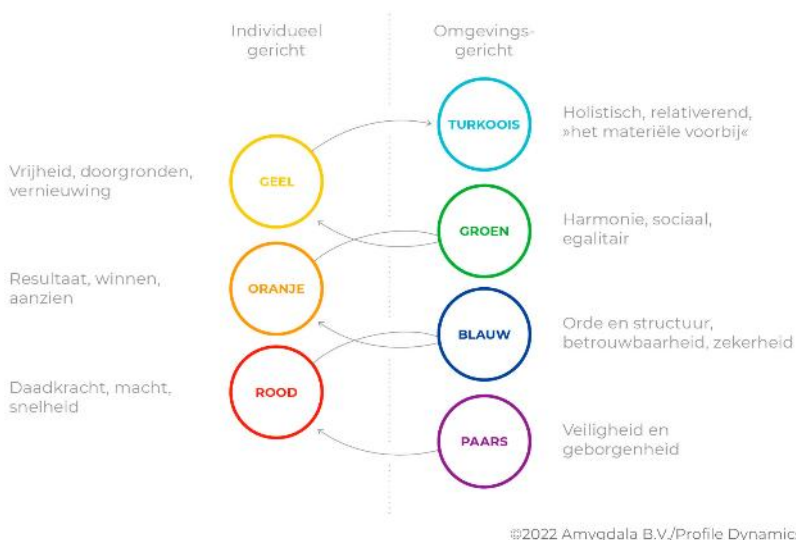 Individueel
gericht
Omgevings-
gericht
TURKOOIS
Holistisch, relativerend,
»het materiële voorbij«
Vrijheid, doorgronden,
vernieuwing
GEEL
GROEN
Harmonie, sociaal,
egalitair
Resultaat, winnen,
aanzien
ORANJE
BLAUW
Orde en structuur,
betrouwbaarheid, zekerheid
Daadkracht, macht,
snelheid
ROOD
PAARS
Veiligheid en
geborgenheid
©2022 Amygdala B.V./Profile Dynamics